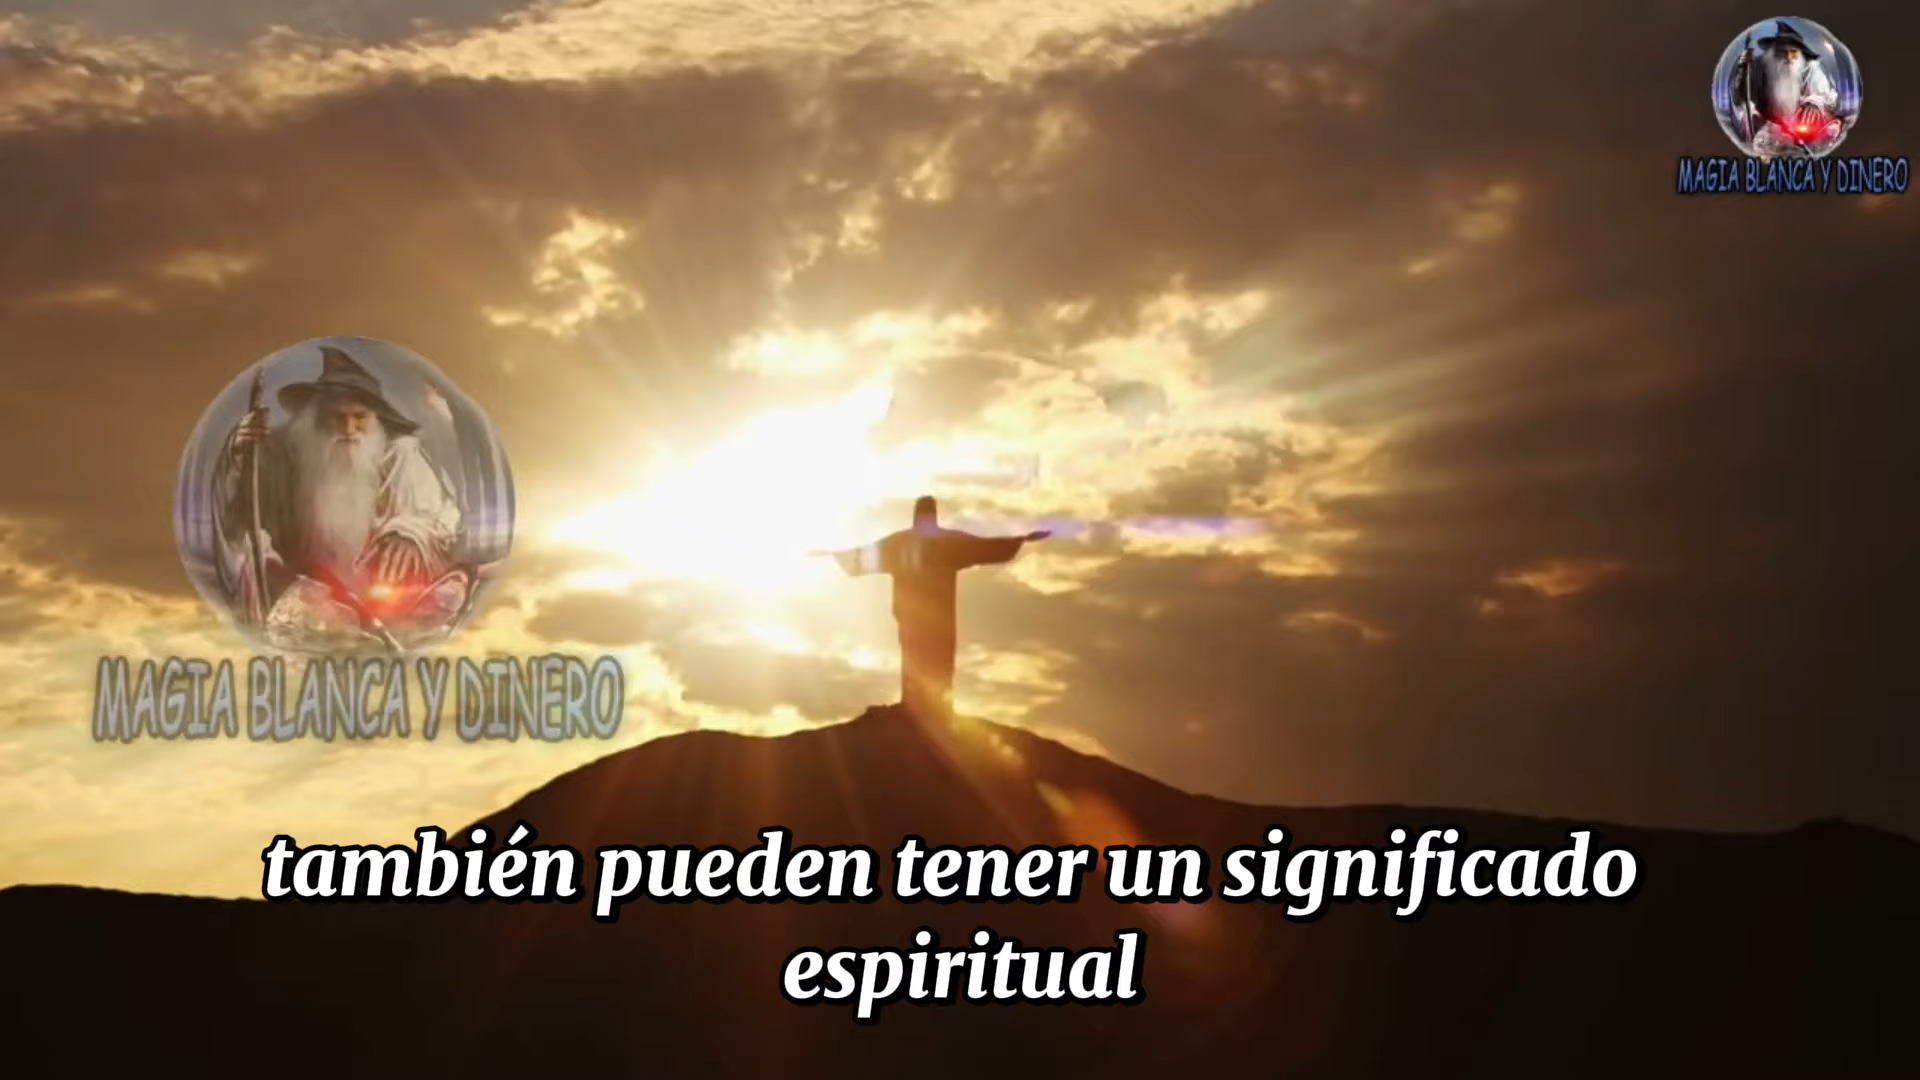 MAGIA BLANCA Y DINERO
MAGIA BLANCA Y DINERO
también pueden tener un significado
espiritual